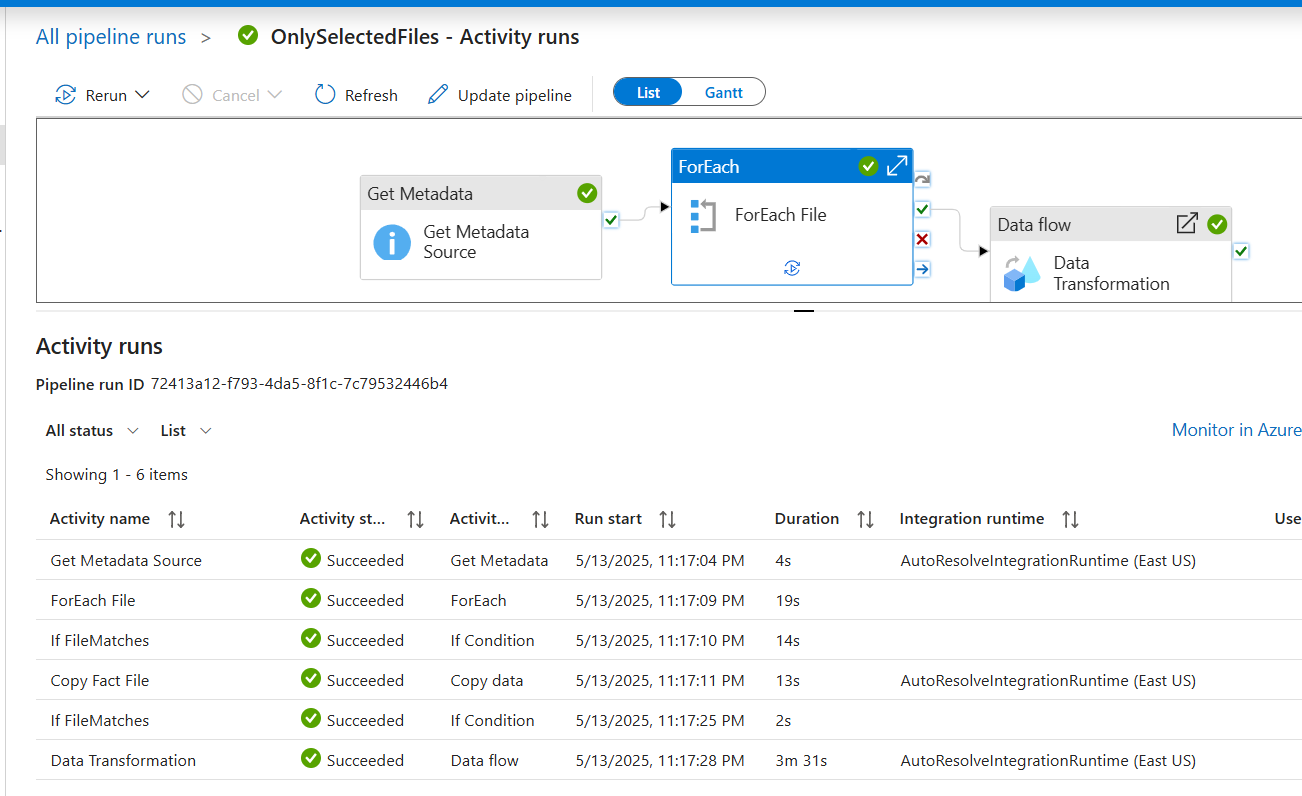 All pipeline runs > OnlySelectedFiles - Activity runs
Rerun Cancel Refresh Update pipeline List Gantt
Get Metadata
Get Metadata
Source
ForEach
ForEach File
Data flow
Data
Transformation
Activity runs
Pipeline run ID 72413a12-f793-4da5-8f1c-7c79532446b4
All status List
Monitor in Azure
Showing 1 - 6 items
Activity name Activity st... Activit... Run start Duration Integration runtime Use
Get Metadata Source Succeeded Get Metadata 5/13/2025, 11:17:04 PM 4s AutoResolveIntegrationRuntime (East US)
ForEach File Succeeded ForEach 5/13/2025, 11:17:09 PM 19s
If FileMatches Succeeded If Condition 5/13/2025, 11:17:10 PM 14s
Copy Fact File Succeeded Copy data 5/13/2025, 11:17:11 PM 13s AutoResolveIntegrationRuntime (East US)
If FileMatches Succeeded If Condition 5/13/2025, 11:17:25 PM 2s
Data Transformation Succeeded Data flow 5/13/2025, 11:17:28 PM 3m 31s AutoResolveIntegrationRuntime (East US)